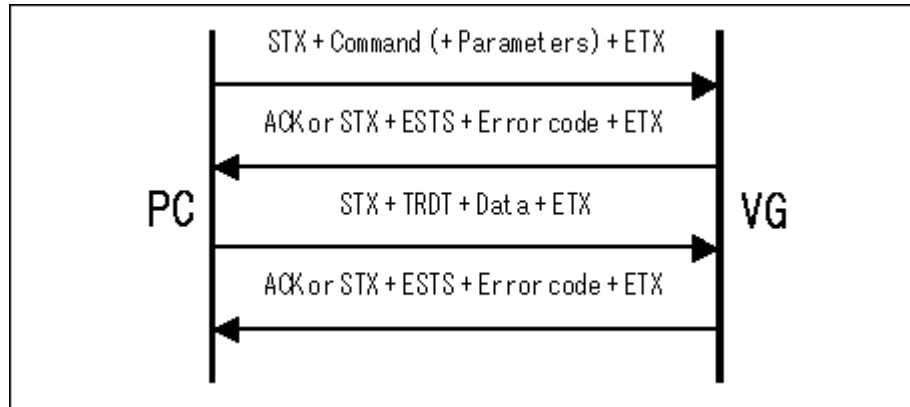 STX + Command (+ Parameters) + ETX
ACK or STX + ESTS + Error code + ETX
PC
STX + TRDT + Data + ETX
VG
ACK or STX + ESTS + Error code + ETX